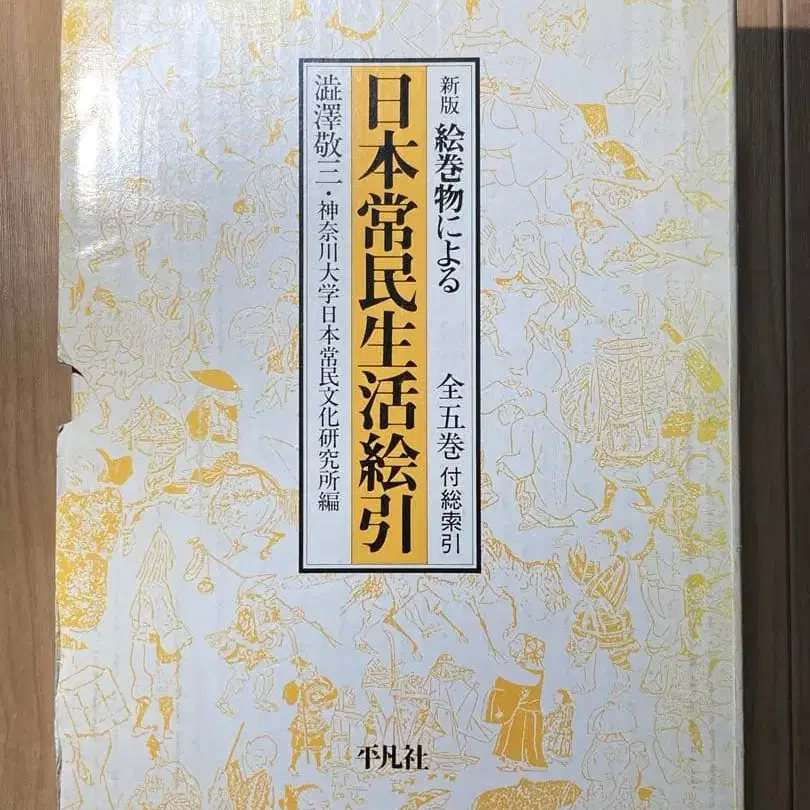 新版 絵巻物による 全五巻 付総索引
日本常民生活絵引
澁澤敬三・神奈川大学日本常民文化研究所編
平凡社